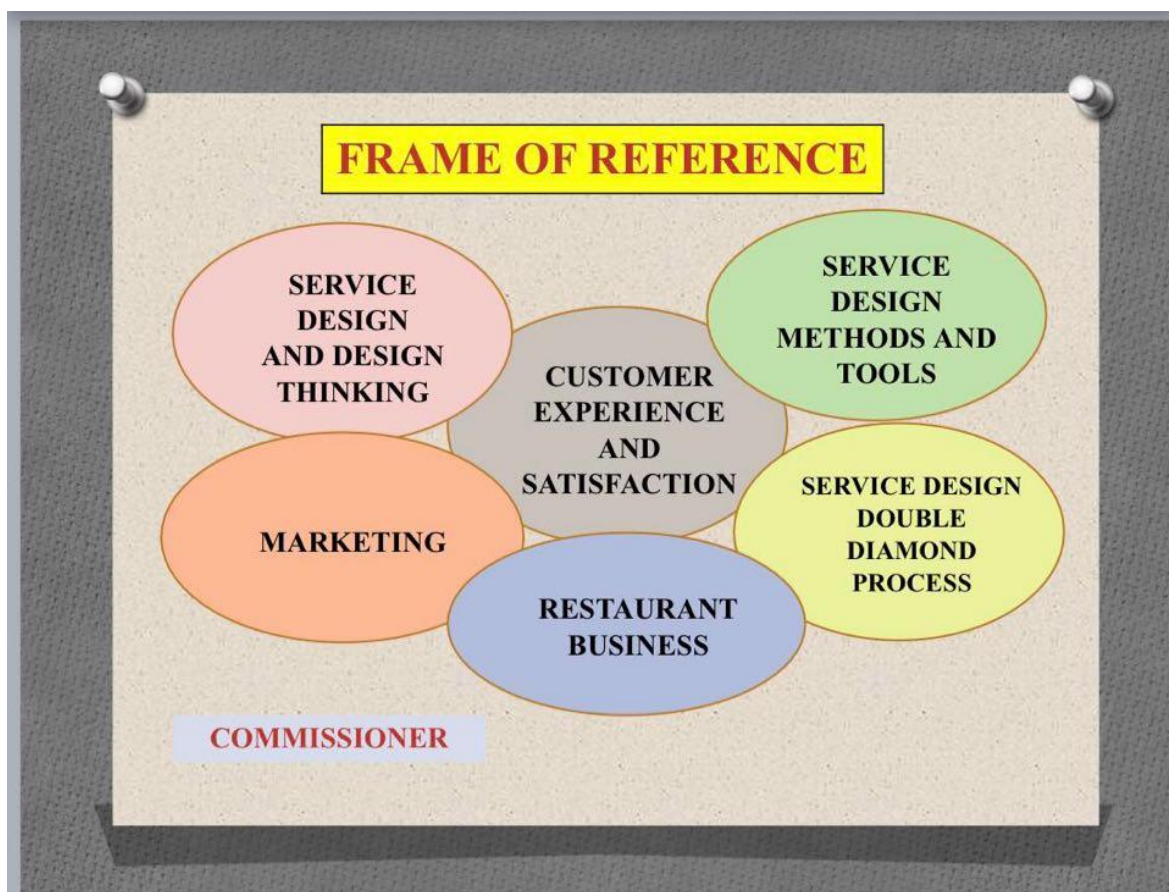 FRAME OF REFERENCE
SERVICE
DESIGN
AND DESIGN
THINKING
SERVICE
DESIGN
METHODS AND
TOOLS
CUSTOMER
EXPERIENCE
AND
SATISFACTION
MARKETING
SERVICE DESIGN
DOUBLE
DIAMOND
PROCESS
RESTAURANT
BUSINESS
COMMISSIONER